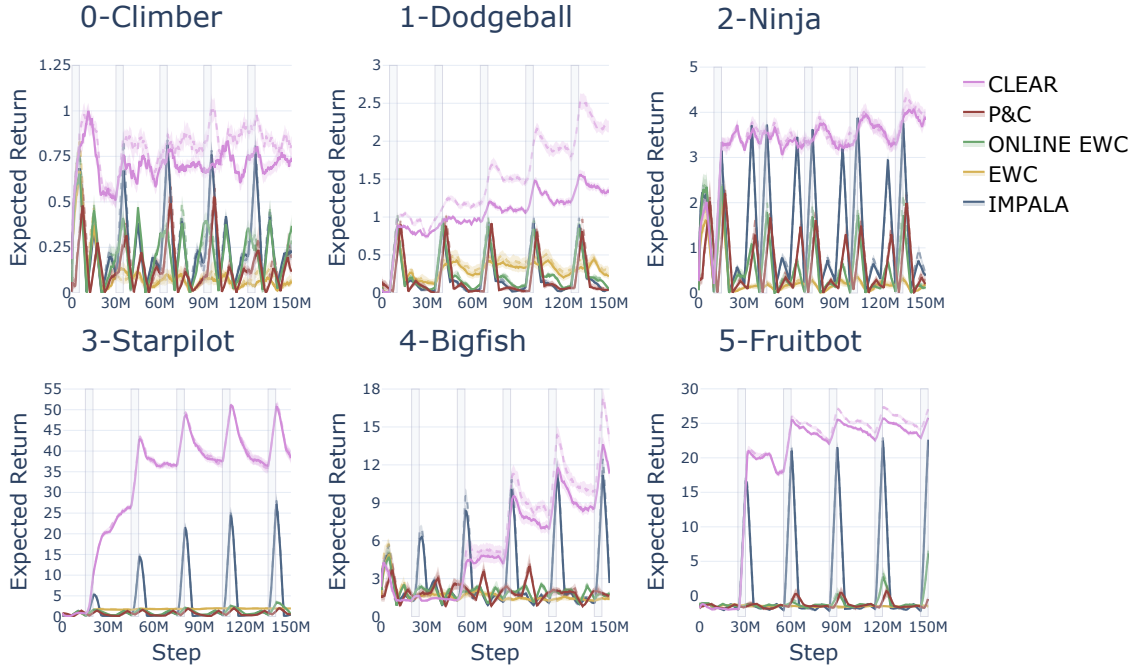 0-Climber
1-Dodgeball
2-Ninja
Expected Return
1.25
1
0.75
0.5
0.25
0
0
30M
60M
90M
120M
150M
Expected Return
3
2.5
2
1.5
1
0.5
0
0
30M
60M
90M
120M
150M
Expected Return
5
4
3
2
1
0
0
30M
60M
90M
120M
150M
CLEAR
P&C
ONLINE EWC
EWC
IMPALA
3-Starpilot
4-Bigfish
5-Fruitbot
Expected Return
55
50
45
40
35
30
25
20
15
10
5
0
0
30M
60M
90M
120M
150M
Step
Expected Return
18
15
12
9
6
3
0
0
30M
60M
90M
120M
150M
Step
Expected Return
30
25
20
15
10
5
0
0
30M
60M
90M
120M
150M
Step